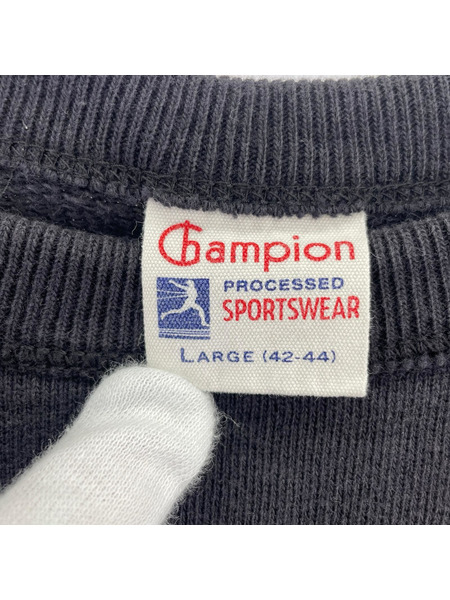 Champion
PROCESSED
SPORTSWEAR
LARGE (42-44)